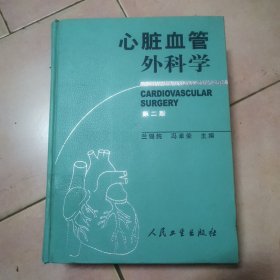 心脏血管
外科学
CARDIOVASCULAR
SURGERY
第二版
兰锡纯 冯卓荣 主编
人民卫生出版社